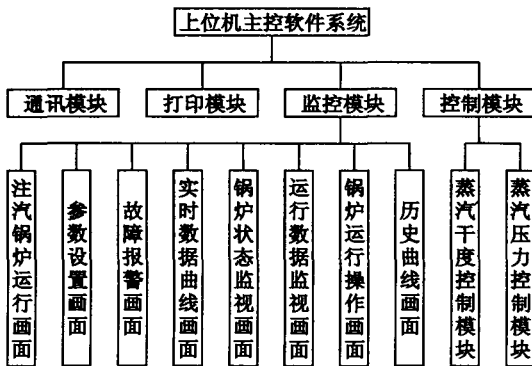 上位机主控软件系统
通讯模块
打印模块
监控模块
控制模块
注汽锅炉运行画面
参数设置画面
故障报警画面
实时数据曲线画面
锅炉状态监视画面
运行数据监视画面
锅炉运行操作画面
历史曲线画面
蒸汽干度控制模块
蒸汽压力控制模块